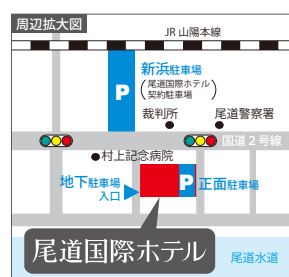 周辺拡大図
JR山陽本線
P
新浜駐車場
(尾道国際ホテル
契約駐車場)
裁判所
尾道警察署
国道2号線
村上記念病院
地下駐車場
入口
P
正面駐車場
尾道国際ホテル
尾道水道